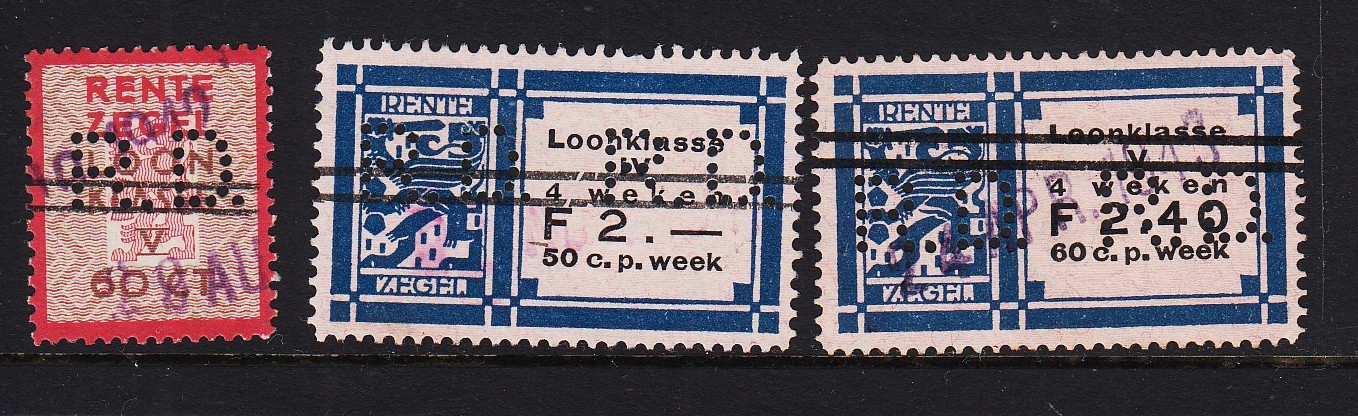 RENTE
ZEGEL
LOON
V
60 CT
RENTE
ZEGEL
Loonklasse
IV
4 weken
F 2.—
50 c. p. week
RENTE
ZEGEL
Loonklasse
V
4 weken
F 2:40
60 c. p. week